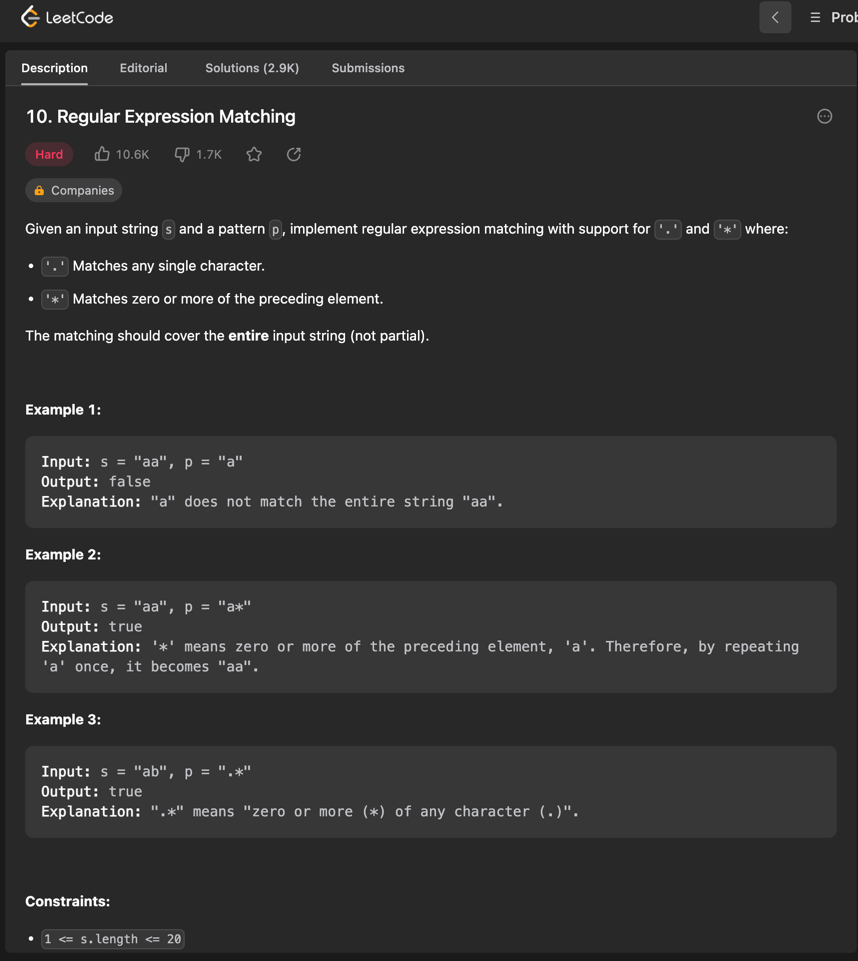 LeetCode
Prob
Description Editorial Solutions (2.9K) Submissions
10. Regular Expression Matching
Hard 10.6K 1.7K
Companies
Given an input string s and a pattern p, implement regular expression matching with support for '.' and '*' where:
• '.' Matches any single character.
• '*' Matches zero or more of the preceding element.
The matching should cover the entire input string (not partial).
Example 1:
Input: s = "aa", p = "a"
Output: false
Explanation: "a" does not match the entire string "aa".
Example 2:
Input: s = "aa", p = "a*"
Output: true
Explanation: '*' means zero or more of the preceding element, 'a'. Therefore, by repeating
'a' once, it becomes "aa".
Example 3:
Input: s = "ab", p = ".*"
Output: true
Explanation: ".*" means "zero or more (*) of any character (.)".
Constraints:
• 1 <= s.length <= 20